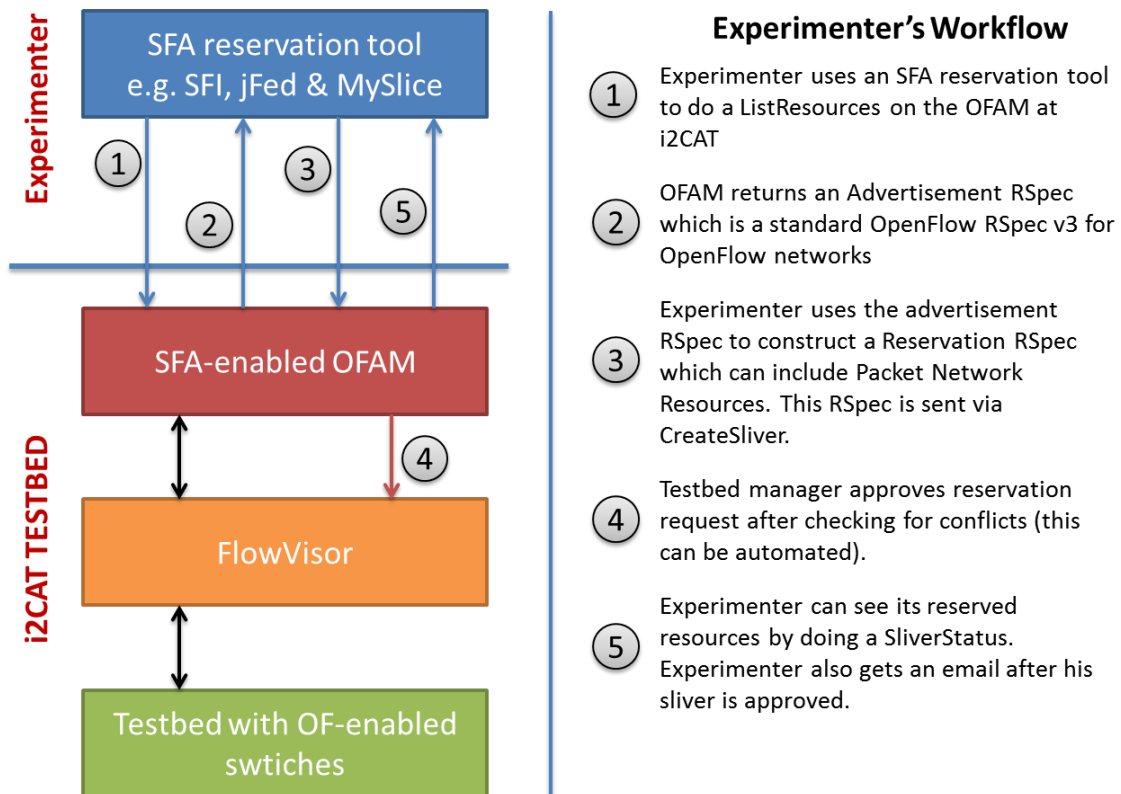 Experimenter
SFA reservation tool
e.g. SFI, jFed & MySlice
1
2
3
5
SFA-enabled OFAM
4
i2CAT TESTBED
FlowVisor
Testbed with OF-enabled
swtiches
Experimenter's Workflow
1
Experimenter uses an SFA reservation tool
to do a ListResources on the OFAM at
i2CAT
2
OFAM returns an Advertisement RSpec
which is a standard OpenFlow RSpec v3 for
OpenFlow networks
3
Experimenter uses the advertisement
RSpec to construct a Reservation RSpec
which can include Packet Network
Resources. This RSpec is sent via
CreateSliver.
4
Testbed manager approves reservation
request after checking for conflicts (this
can be automated).
5
Experimenter can see its reserved
resources by doing a SliverStatus.
Experimenter also gets an email after his
sliver is approved.